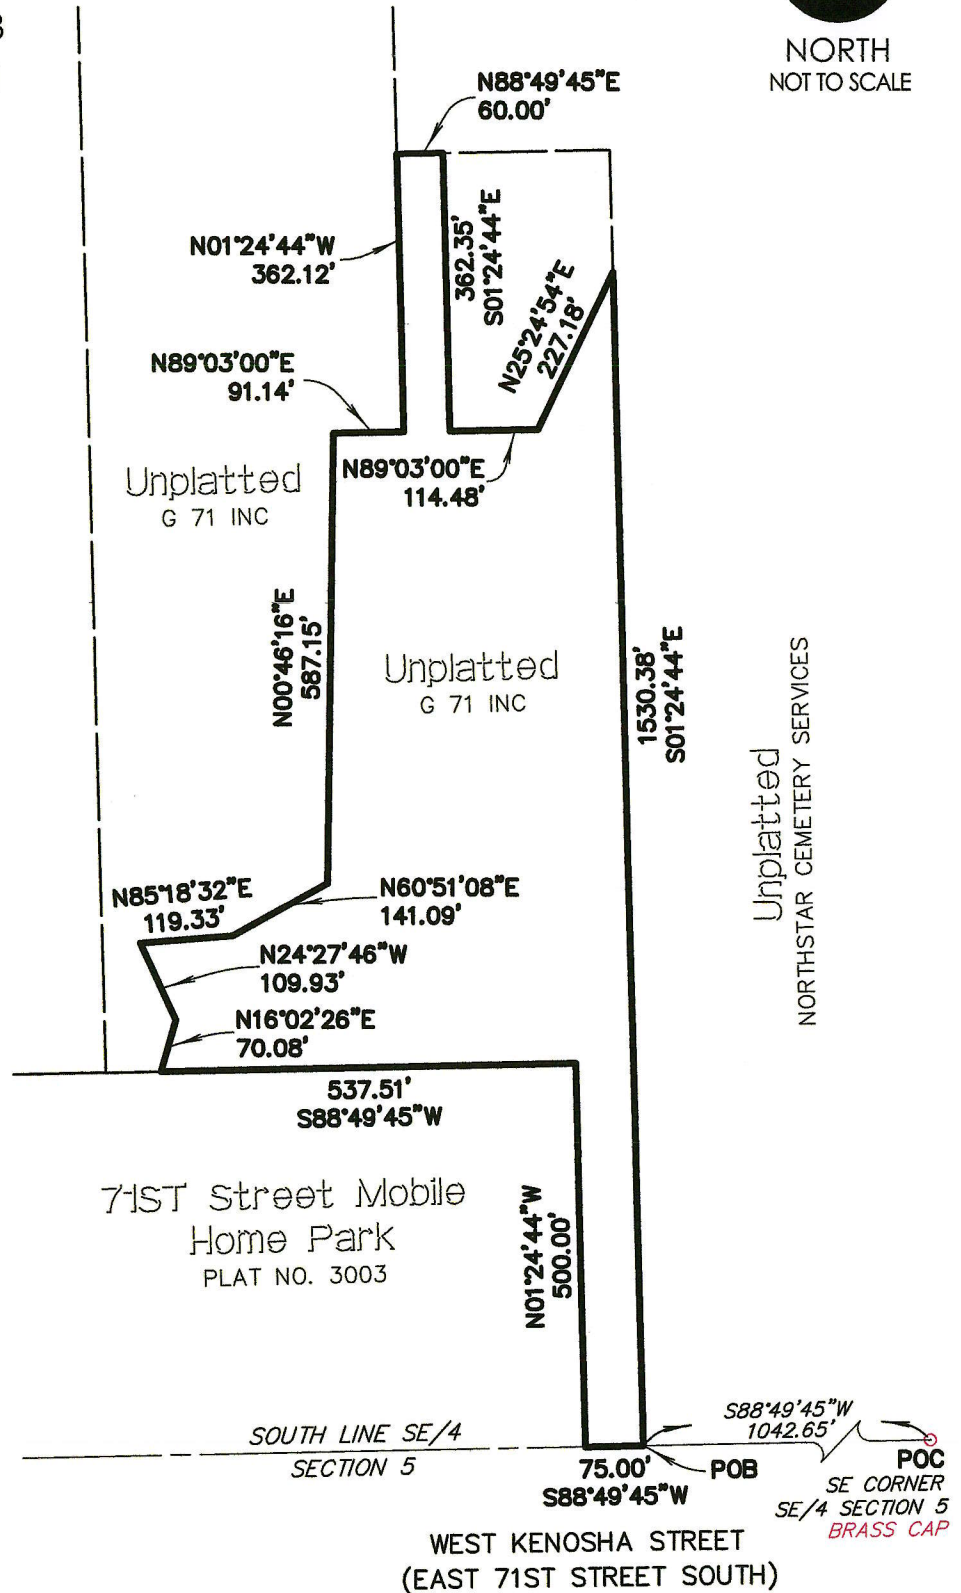 NORTH
NOT TO SCALE
N88°49'45"E
60.00'
N01°24'44"W
362.12'
362.35'
S01°24'44"E
N25°24'54"E
227.18'
N89°03'00"E
91.14'
N89°03'00"E
114.48'
Unplatted
G 71 INC
N00°46'16"E
587.15'
Unplatted
G 71 INC
1530.38'
S01°24'44"E
Unplatted
NORTHSTAR CEMETERY SERVICES
N85°18'32"E
119.33'
N60°51'08"E
141.09'
N24°27'46"W
109.93'
N16°02'26"E
70.08'
537.51'
S88°49'45"W
71ST Street Mobile
Home Park
PLAT NO. 3003
N01°24'44"W
500.00'
SOUTH LINE SE/4
SECTION 5
S88°49'45"W
1042.65'
75.00'
S88°49'45"W
POB
POC
SE CORNER
SE/4 SECTION 5
BRASS CAP
WEST KENOSHA STREET
(EAST 71ST STREET SOUTH)